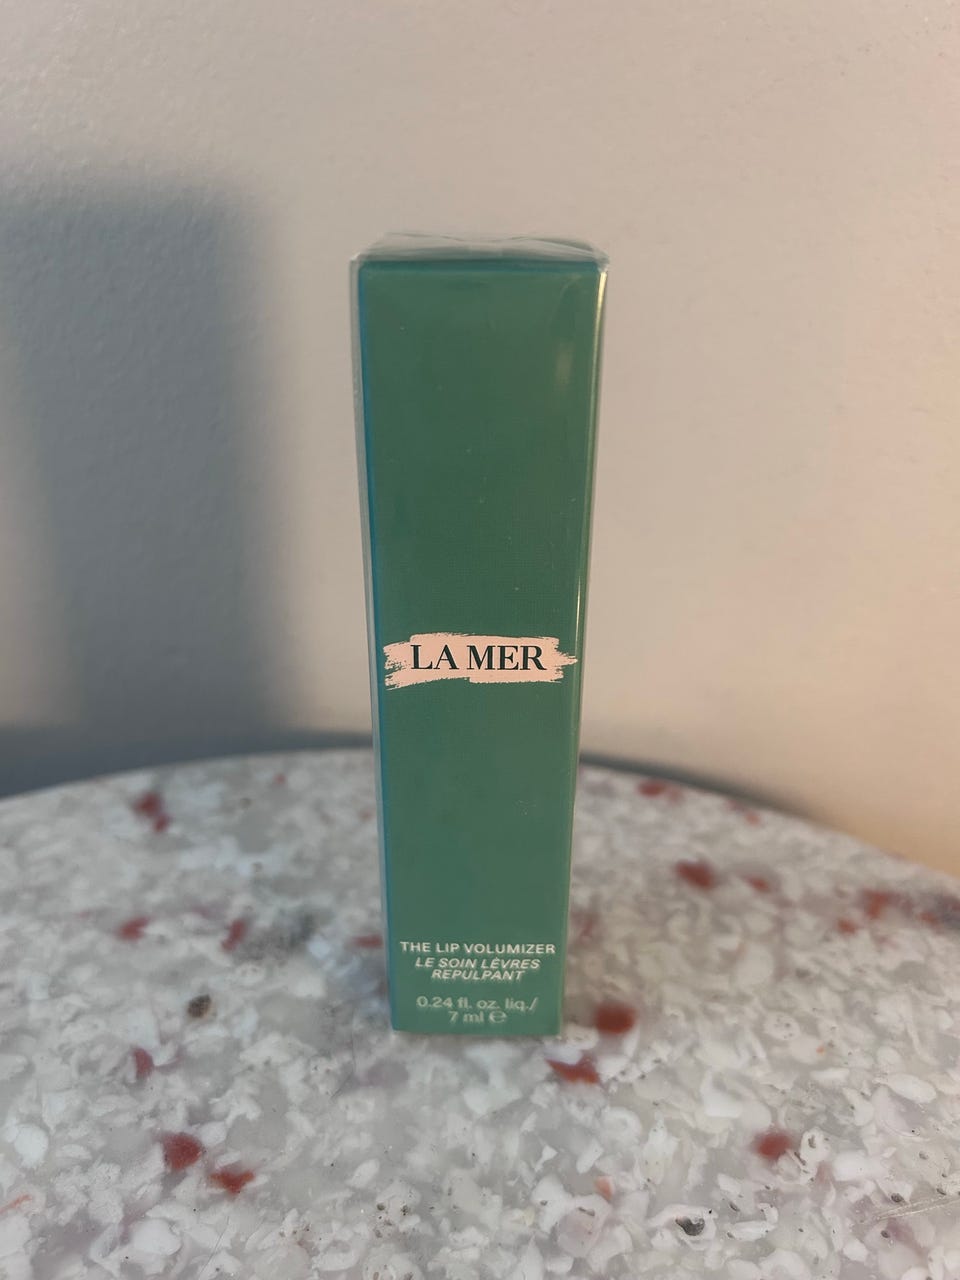 LA MER
THE LIP VOLUMIZER
LE SOIN LÈVRES
REPULPANT
0.24 fl. oz. liq./
7 ml ℮